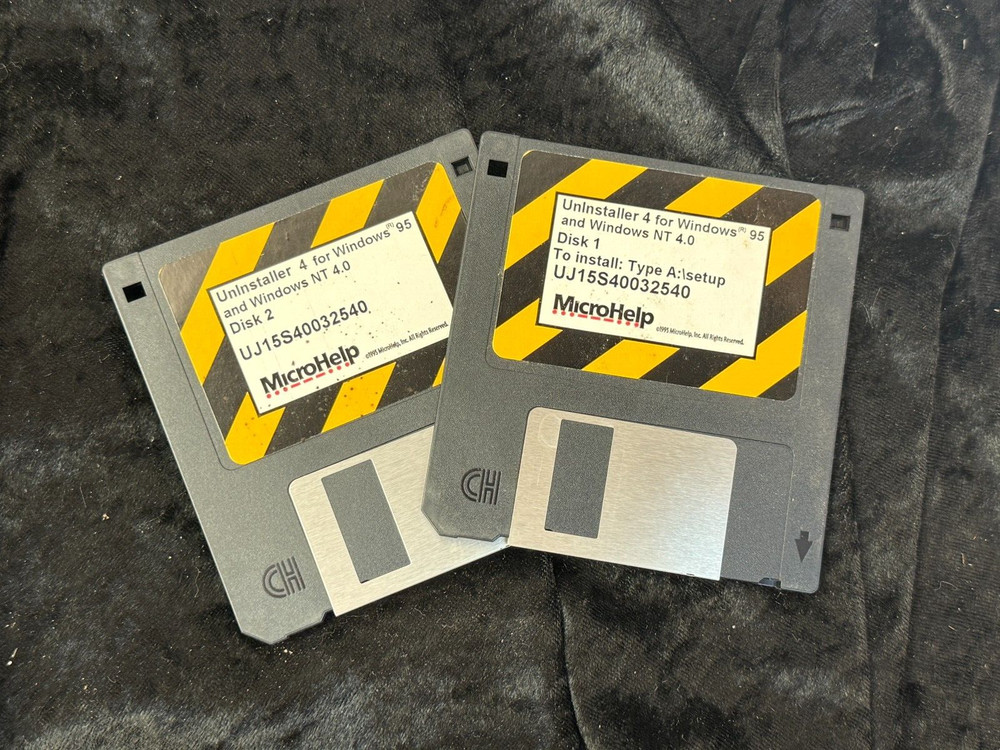 UnInstaller 4 for Windows(R) 95
and Windows NT 4.0
Disk 2
UJ15S40032540
MicroHelp ©1995 MicroHelp, Inc. All Rights Reserved.
HD
UnInstaller 4 for Windows(R) 95
and Windows NT 4.0
Disk 1
To install: Type A:\setup
UJ15S40032540
MicroHelp ©1995 MicroHelp, Inc. All Rights Reserved.
HD